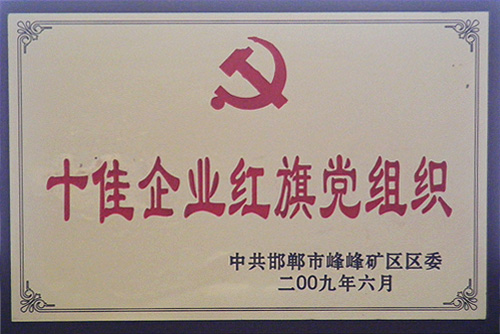 十佳企业红旗党组织
中共邯郸市峰峰矿区区委
二00九年六月